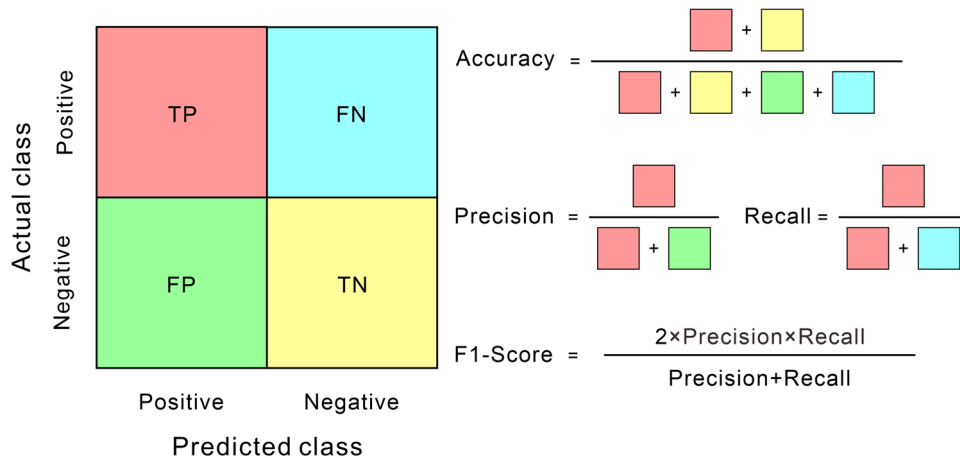 Actual class
Positive
Negative
TP
FN
FP
TN
Positive
Negative
Predicted class
Accuracy =
+
+ + +
Precision =
+
Recall =
+
F1-Score =
2×Precision×Recall
Precision+Recall